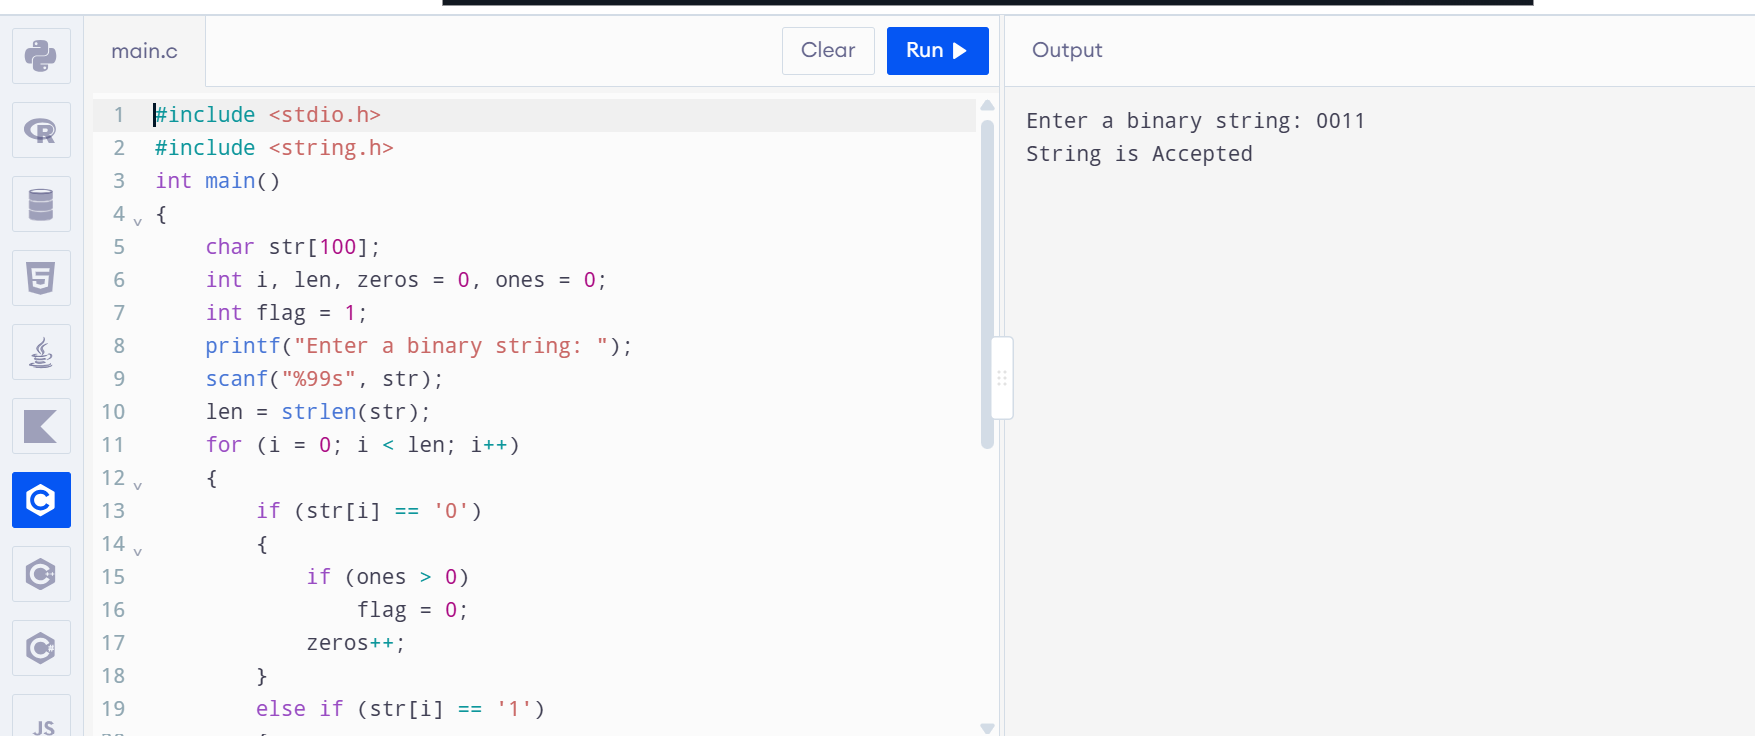 main.c
Clear
Run
Output
1 #include <stdio.h>
2 #include <string.h>
3 int main()
4 {
5     char str[100];
6     int i, len, zeros = 0, ones = 0;
7     int flag = 1;
8     printf("Enter a binary string: ");
9     scanf("%99s", str);
10     len = strlen(str);
11     for (i = 0; i < len; i++)
12     {
13         if (str[i] == '0')
14         {
15             if (ones > 0)
16                 flag = 0;
17             zeros++;
18         }
19         else if (str[i] == '1')
Enter a binary string: 0011
String is Accepted
JS